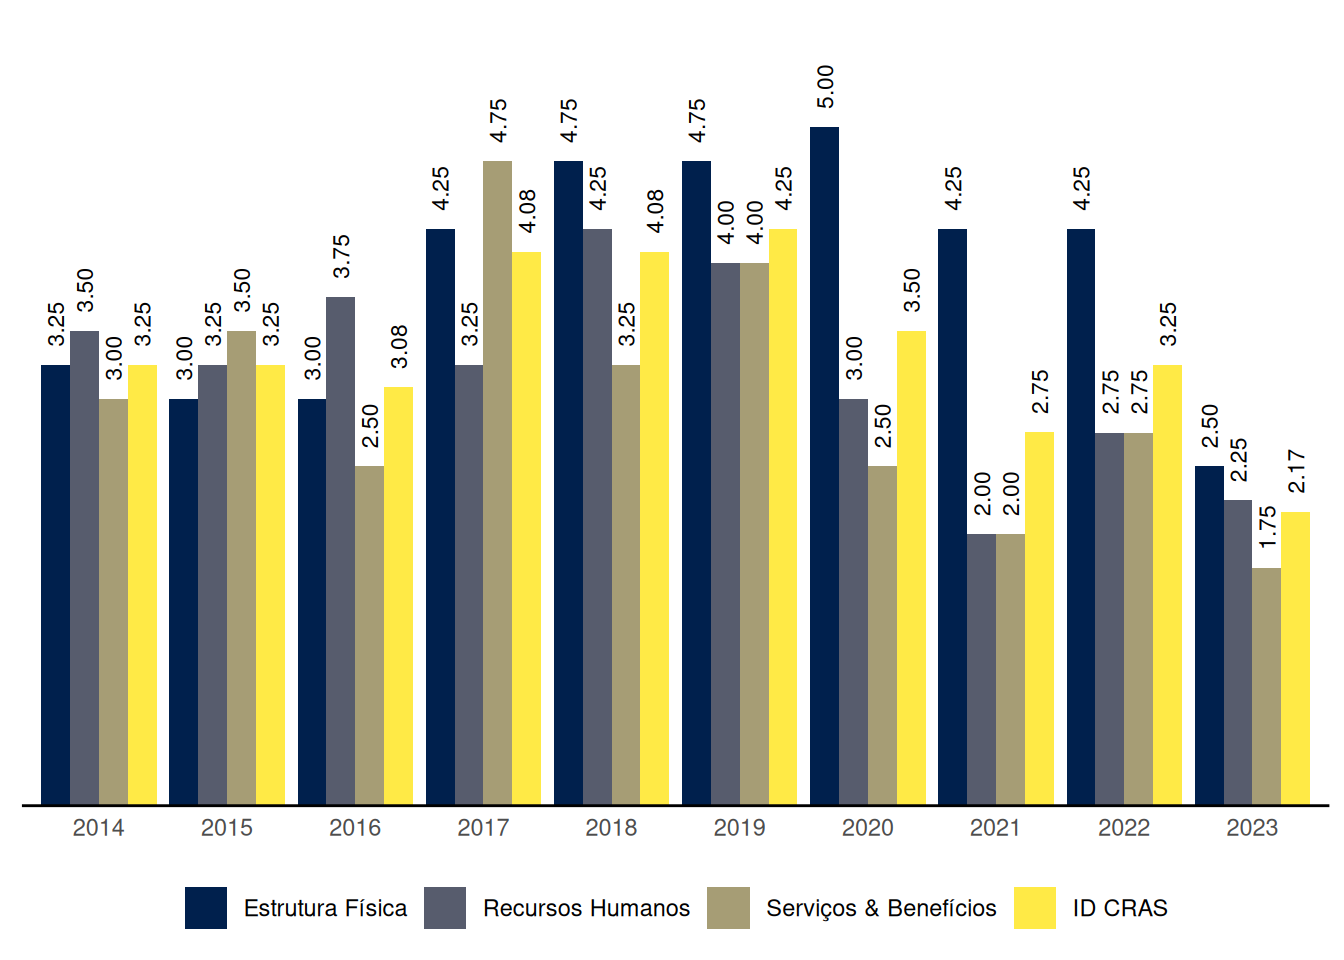 3.25 3.50 3.00 3.25
3.00 3.25 3.50 3.25
3.00 3.75 2.50 3.08
4.25 3.25 4.75 4.08
4.75 4.25 3.25 4.08
4.75 4.00 4.00 4.25
5.00 3.00 2.50 3.50
4.25 2.00 2.00 2.75
4.25 2.75 2.75 3.25
2.50 2.25 1.75 2.17
2014 2015 2016 2017 2018 2019 2020 2021 2022 2023
Estrutura Física Recursos Humanos Serviços & Benefícios ID CRAS